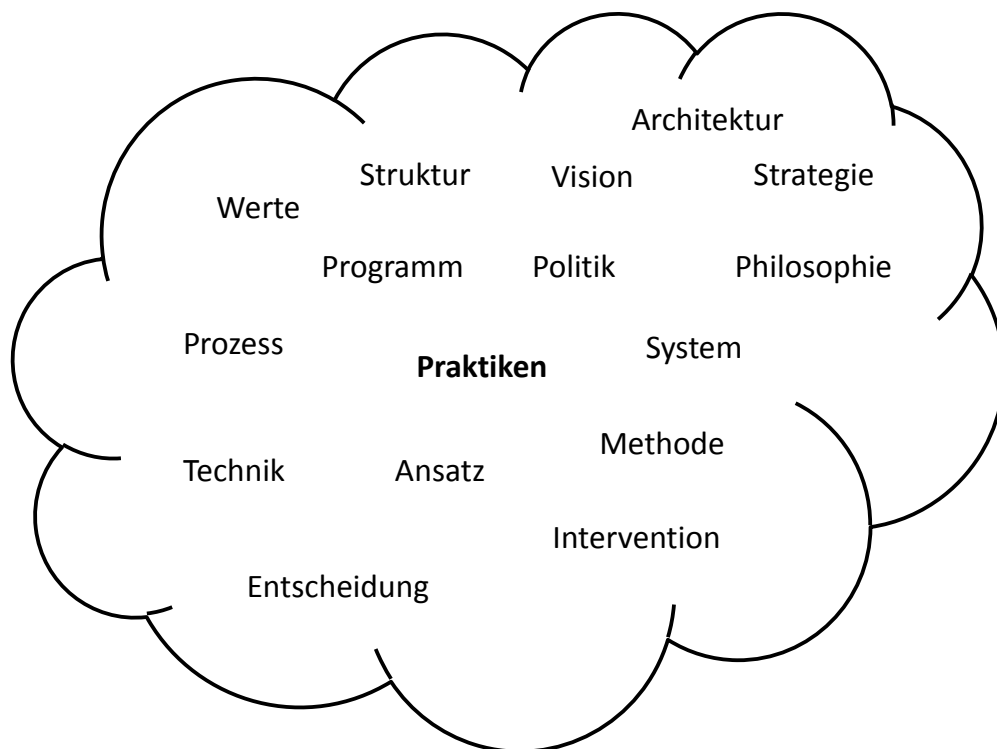 Architektur
Struktur
Vision
Strategie
Werte
Programm
Politik
Philosophie
Prozess
System
Praktiken
Methode
Technik
Ansatz
Intervention
Entscheidung